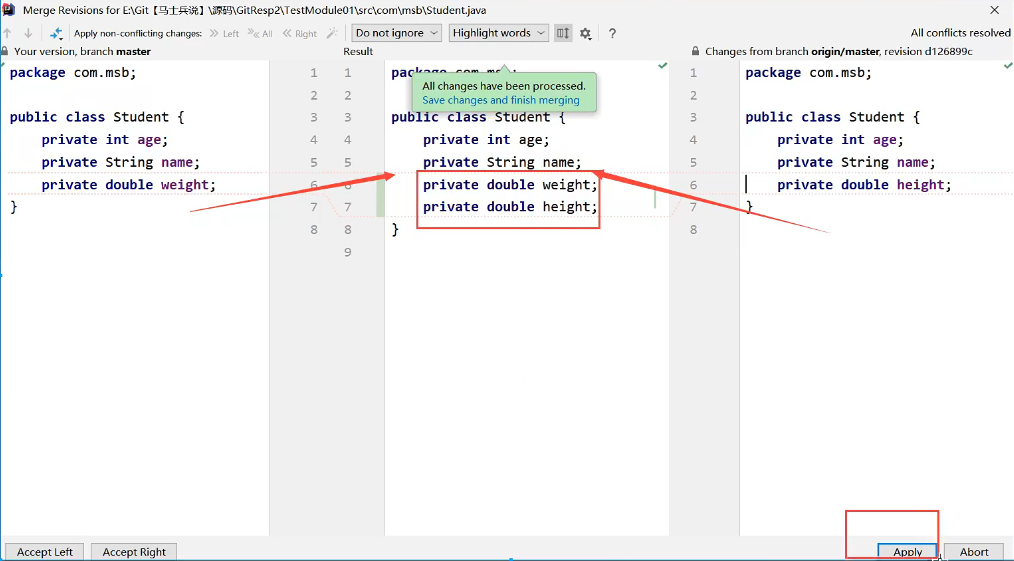 Merge Revisions for E:\Git【马士兵说】\源码\GitResp2\TestModule01\src\com\msb\Student.java
Apply non-conflicting changes: Left All Right Do not ignore Highlight words ? All conflicts resolved
Your version, branch master Result Changes from branch origin/master, revision d126899c
package com.msb; 1 1 package com.msb; 1 package com.msb;
All changes have been processed.
2 2 2
Save changes and finish merging
public class Student { 3 3 public class Student { 3 public class Student {
private int age; 4 4 private int age; 4 private int age;
private String name; 5 5 private String name; 5 private String name;
private double weight; 6 6 private double weight; 6 private double height;
} 7 7 private double height; 7 }
8 8 } 8
9
Accept Left Accept Right Apply Abort